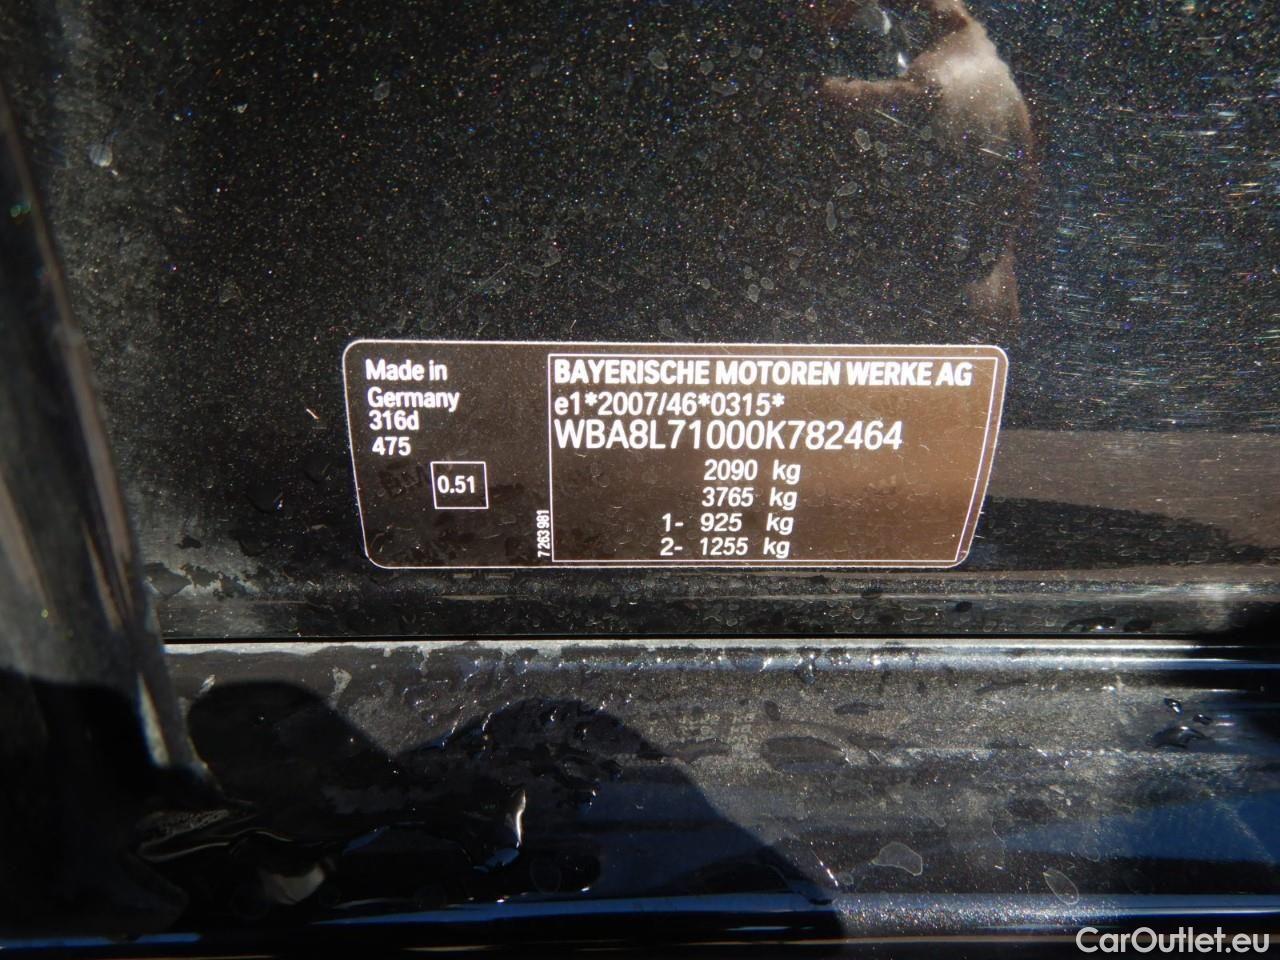 Made in
Germany
316d
475
0.51
7 263 981
BAYERISCHE MOTOREN WERKE AG
e1*2007/46*0315*
WBA8L71000K782464
2090 kg
3765 kg
1- 925 kg
2- 1255 kg
CarOutlet.eu